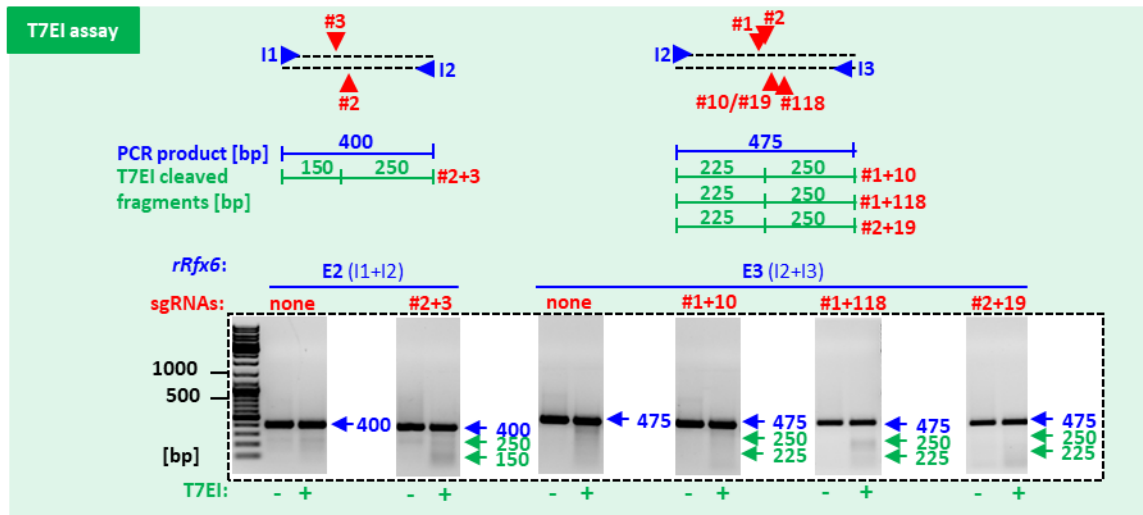 T7EI assay
#3
I1
I2
#2
#1 #2
I2
I3
#10/#19 #118
PCR product [bp]
400
T7EI cleaved
fragments [bp]
150 250 #2+3
475
225 250 #1+10
225 250 #1+118
225 250 #2+19
rRfx6: E2 (I1+I2) E3 (I2+I3)
sgRNAs: none #2+3 none #1+10 #1+118 #2+19
1000
500
[bp]
400
400
250
150
475
475
250
225
475
250
225
475
250
225
T7EI: - + - + - + - + - + - +